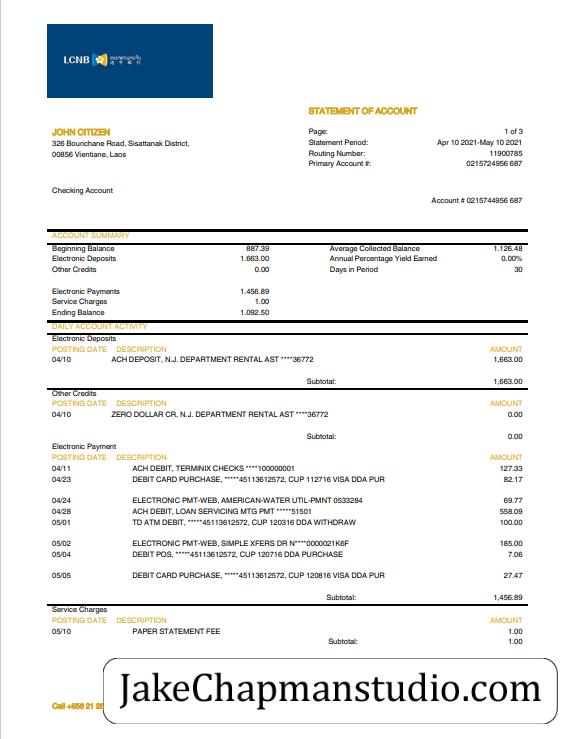 LCNB
STATEMENT OF ACCOUNT
JOHN CITIZEN
326 Bourichane Road, Sisattanak District,
00856 Vientiane, Laos
Page: 1 of 3
Statement Period: Apr 10 2021-May 10 2021
Routing Number: 11900785
Primary Account #: 0215724956 687
Checking Account
Account # 0215744956 687
ACCOUNT SUMMARY
Beginning Balance 887.39 Average Collected Balance 1.126.48
Electronic Deposits 1.663.00 Annual Percentage Yield Earned 0.00%
Other Credits 0.00 Days in Period 30
Electronic Payments 1.456.89
Service Charges 1.00
Ending Balance 1.092.50
DAILY ACCOUNT ACTIVITY
Electronic Deposits
POSTING DATE DESCRIPTION AMOUNT
04/10 ACH DEPOSIT, N.J. DEPARTMENT RENTAL AST ****36772 1,663.00
Subtotal: 1,663.00
Other Credits
POSTING DATE DESCRIPTION AMOUNT
04/10 ZERO DOLLAR CR, N.J. DEPARTMENT RENTAL AST ****36772 0.00
Subtotal: 0.00
Electronic Payment
POSTING DATE DESCRIPTION AMOUNT
04/11 ACH DEBIT, TERMINIX CHECKS ****100000001 127.33
04/23 DEBIT CARD PURCHASE, *****45113612572, CUP 112716 VISA DDA PUR 82.17
04/24 ELECTRONIC PMT-WEB, AMERICAN-WATER UTIL-PMNT 0533284 69.77
04/28 ACH DEBIT, LOAN SERVICING MTG PMT *****51501 558.09
05/01 TD ATM DEBIT, *****45113612572, CUP 120316 DDA WITHDRAW 100.00
05/02 ELECTRONIC PMT-WEB, SIMPLE XFERS DR N****0000021K6F 185.00
05/04 DEBIT POS, *****45113612572, CUP 120716 DDA PURCHASE 7.06
05/05 DEBIT CARD PURCHASE, *****45113612572, CUP 120816 VISA DDA PUR 27.47
Subtotal: 1,456.89
Service Charges
POSTING DATE DESCRIPTION AMOUNT
05/10 PAPER STATEMENT FEE 1.00
Subtotal: 1.00
JakeChapmanstudio.com
Call +856 21